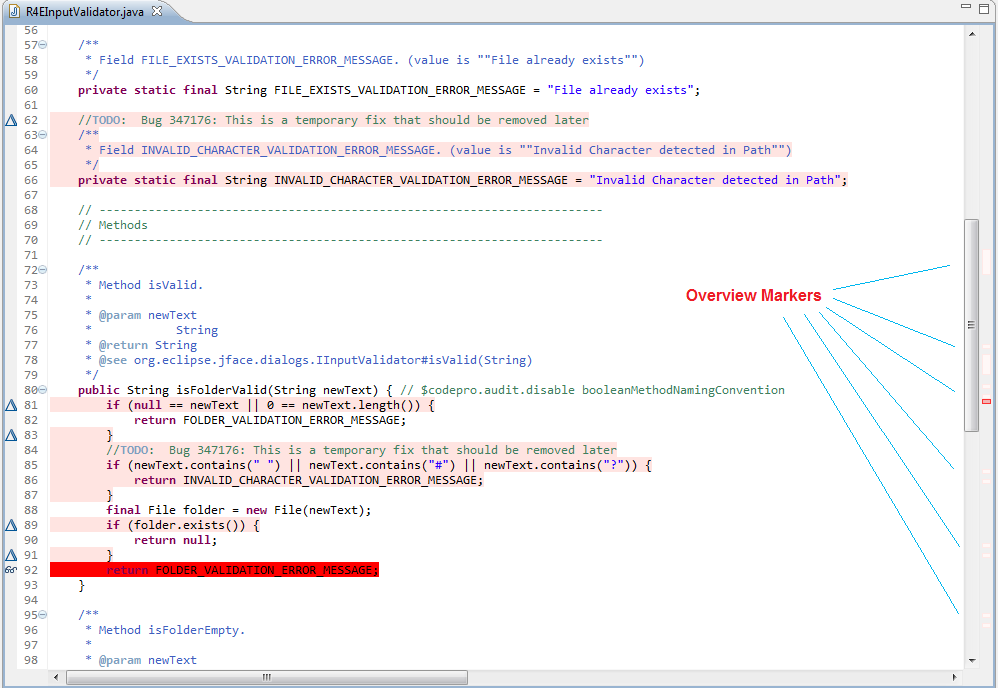 R4EInputValidator.java
56
57 /**
58 * Field FILE_EXISTS_VALIDATION_ERROR_MESSAGE. (value is ""File already exists"")
59 */
60 private static final String FILE_EXISTS_VALIDATION_ERROR_MESSAGE = "File already exists";
61
62 //TODO: Bug 347176: This is a temporary fix that should be removed later
63 /**
64 * Field INVALID_CHARACTER_VALIDATION_ERROR_MESSAGE. (value is ""Invalid Character detected in Path"")
65 */
66 private static final String INVALID_CHARACTER_VALIDATION_ERROR_MESSAGE = "Invalid Character detected in Path";
67
68 // ------------------------------------------------------------------------
69 // Methods
70 // ------------------------------------------------------------------------
71
72 /**
73 * Method isValid.
74 *
75 * @param newText
76 * String
77 * @return String
78 * @see org.eclipse.jface.dialogs.IInputValidator#isValid(String)
79 */
80 public String isFolderValid(String newText) { // $codepro.audit.disable booleanMethodNamingConvention
81 if (null == newText || 0 == newText.length()) {
82 return FOLDER_VALIDATION_ERROR_MESSAGE;
83 }
84 //TODO: Bug 347176: This is a temporary fix that should be removed later
85 if (newText.contains(" ") || newText.contains("#") || newText.contains("?")) {
86 return INVALID_CHARACTER_VALIDATION_ERROR_MESSAGE;
87 }
88 final File folder = new File(newText);
89 if (folder.exists()) {
90 return null;
91 }
92 return FOLDER_VALIDATION_ERROR_MESSAGE;
93 }
94
95 /**
96 * Method isFolderEmpty.
97 *
98 * @param newText
Overview Markers